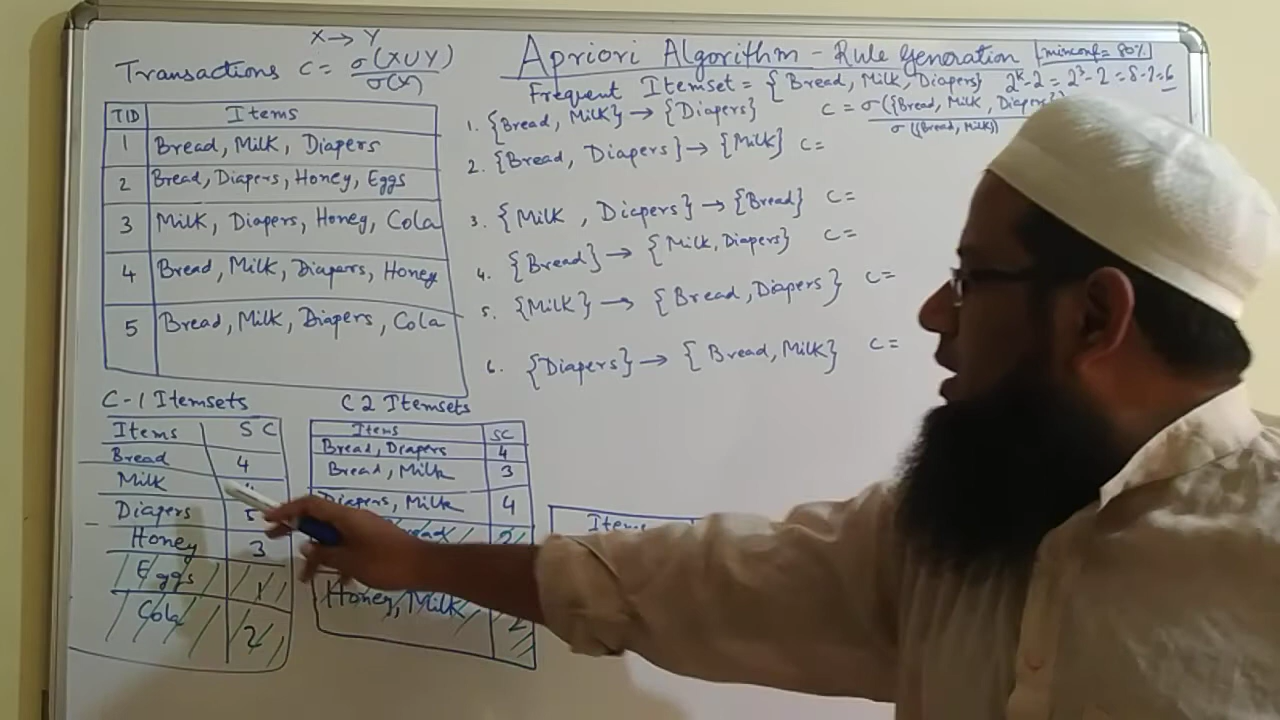 X → Y
Transactions C = σ(X∪Y)
σ(X)
TID Items
1 Bread, Milk, Diapers
2 Bread, Diapers, Honey, Eggs
3 Milk, Diapers, Honey, Cola
4 Bread, Milk, Diapers, Honey
5 Bread, Milk, Diapers, Cola
Apriori Algorithm - Rule Generation [minconf = 80%]
Frequent Itemset = {Bread, Milk, Diapers} 2^k-2 = 2^3-2 = 8-2=6
1. {Bread, Milk} → {Diapers} C = σ({Bread, Milk, Diapers})
σ({Bread, Milk})
2. {Bread, Diapers} → {Milk} C =
3. {Milk, Diapers} → {Bread} C =
4. {Bread} → {Milk, Diapers} C =
5. {Milk} → {Bread, Diapers} C =
6. {Diapers} → {Bread, Milk} C =
C-1 Itemsets
Items SC
Bread 4
Milk
Diapers 5
Honey 3
Eggs 1
Cola 2
C2 Itemsets
Items SC
Bread, Diapers 4
Bread, Milk 3
Diapers, Milk 4
2
Honey, Milk 2
Items